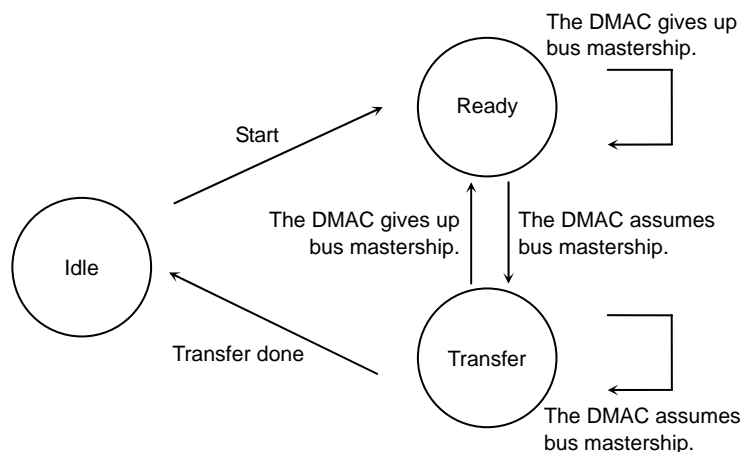 The DMAC gives up
bus mastership.
Ready
Start
The DMAC gives up
bus mastership.
The DMAC assumes
bus mastership.
Idle
Transfer done
Transfer
The DMAC assumes
bus mastership.